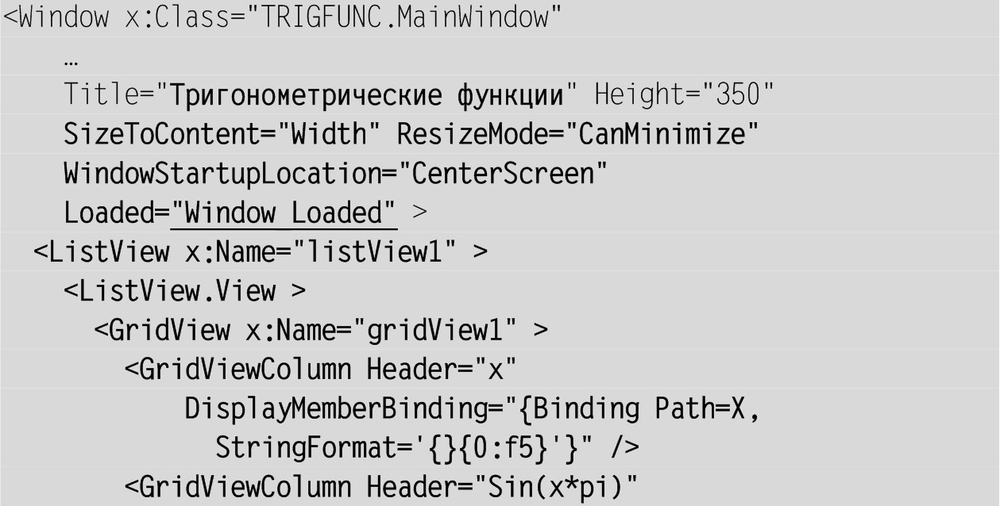 <Window x:Class="TRIGFUNC.MainWindow"
…
Title="Тригонометрические функции" Height="350"
SizeToContent="Width" ResizeMode="CanMinimize"
WindowStartupLocation="CenterScreen"
Loaded="Window_Loaded" >
<ListView x:Name="listView1" >
<ListView.View >
<GridView x:Name="gridView1" >
<GridViewColumn Header="x"
DisplayMemberBinding="{Binding Path=X,
StringFormat='{}{0:f5}'}" />
<GridViewColumn Header="Sin(x*pi)"